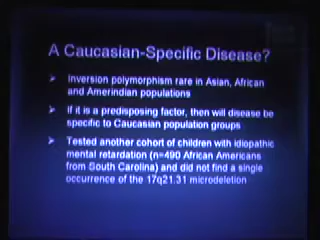 A Caucasian-Specific Disease?
➢ Inversion polymorphism rare in Asian, African
and Amerindian populations
➢ If it is a predisposing factor, then will disease be
specific to Caucasian population groups
➢ Tested another cohort of children with idiopathic
mental retardation (n=490 African Americans
from South Carolina) and did not find a single
occurrence of the 17q21.31 microdeletion